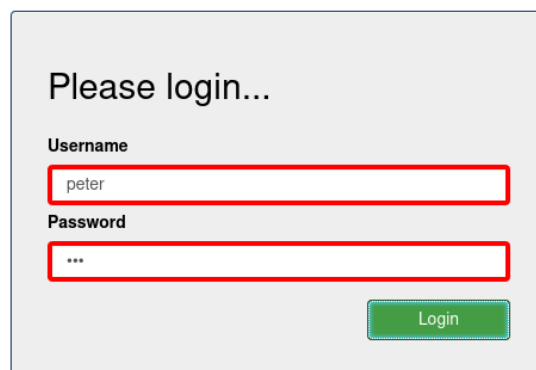 Please login...
Username
peter
Password
•••
Login